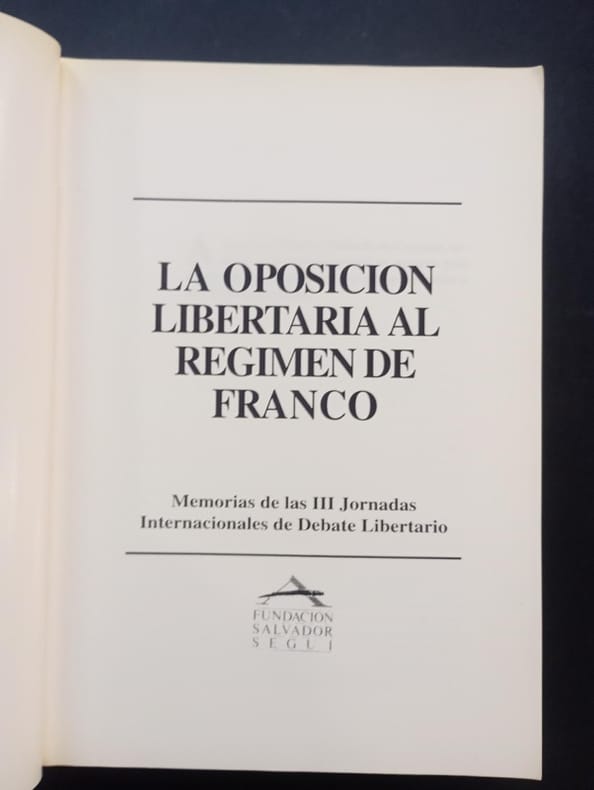 LA OPOSICION
LIBERTARIA AL
REGIMEN DE
FRANCO
Memorias de las III Jornadas
Internacionales de Debate Libertario
FUNDACION
SALVADOR
SEGUI